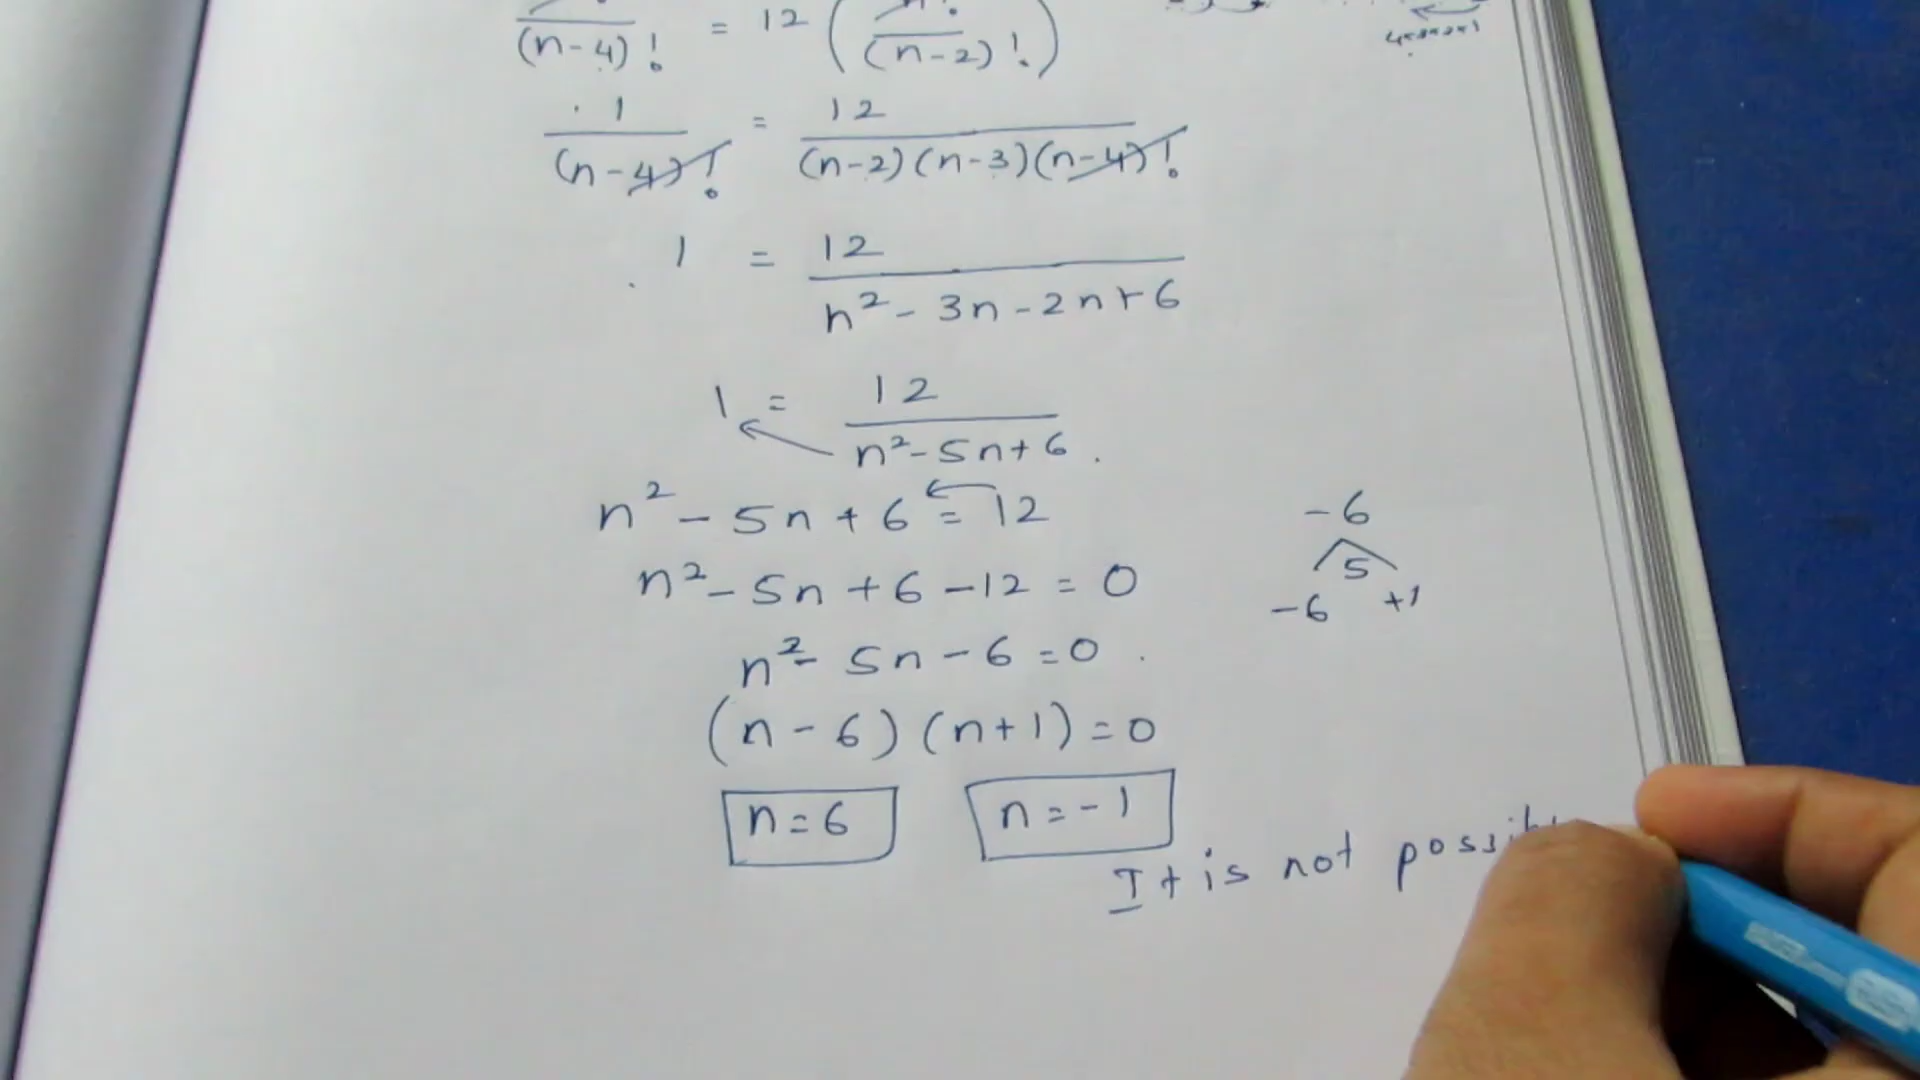 (n-4)! = 12 ((n-2)!)
1/(n-4)! = 12/(n-2)(n-3)(n-4)!
1 = 12/n²-3n-2n+6
1 = 12/n²-5n+6.
n²-5n+6=12
n²-5n+6-12=0
n²-5n-6=0
(n-6)(n+1)=0
n=6 n=-1
It is not
-6
5
-6 +1